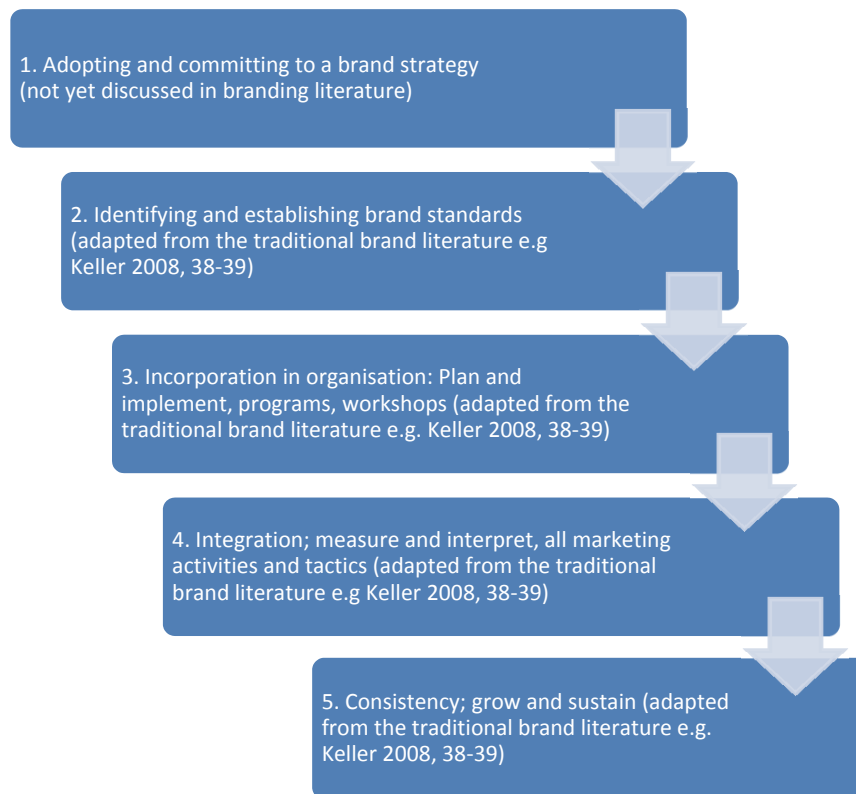 1. Adopting and committing to a brand strategy
(not yet discussed in branding literature)
2. Identifying and establishing brand standards
(adapted from the traditional brand literature e.g
Keller 2008, 38-39)
3. Incorporation in organisation: Plan and
implement, programs, workshops (adapted from the
traditional brand literature e.g. Keller 2008, 38-39)
4. Integration; measure and interpret, all marketing
activities and tactics (adapted from the traditional
brand literature e.g Keller 2008, 38-39)
5. Consistency; grow and sustain (adapted
from the traditional brand literature e.g.
Keller 2008, 38-39)